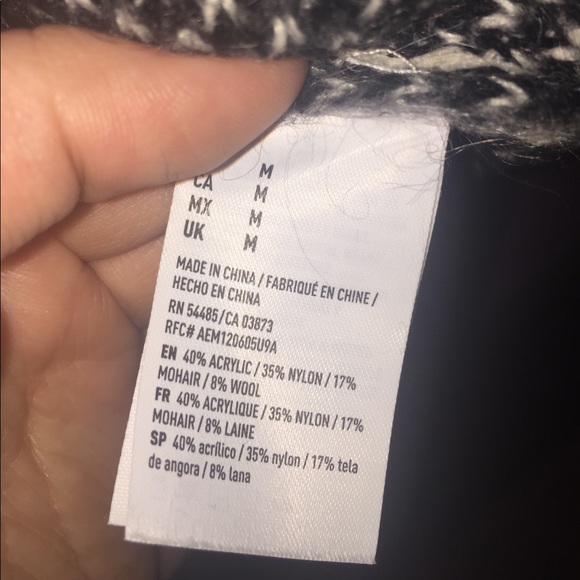 M
CA M
MX M
UK M
MADE IN CHINA / FABRIQUÉ EN CHINE /
HECHO EN CHINA
RN 54485/CA 03873
RFC# AEM120605U9A
EN 40% ACRYLIC / 35% NYLON / 17%
MOHAIR / 8% WOOL
FR 40% ACRYLIQUE / 35% NYLON / 17%
MOHAIR / 8% LAINE
SP 40% acrílico / 35% nylon / 17% tela
de angora / 8% lana